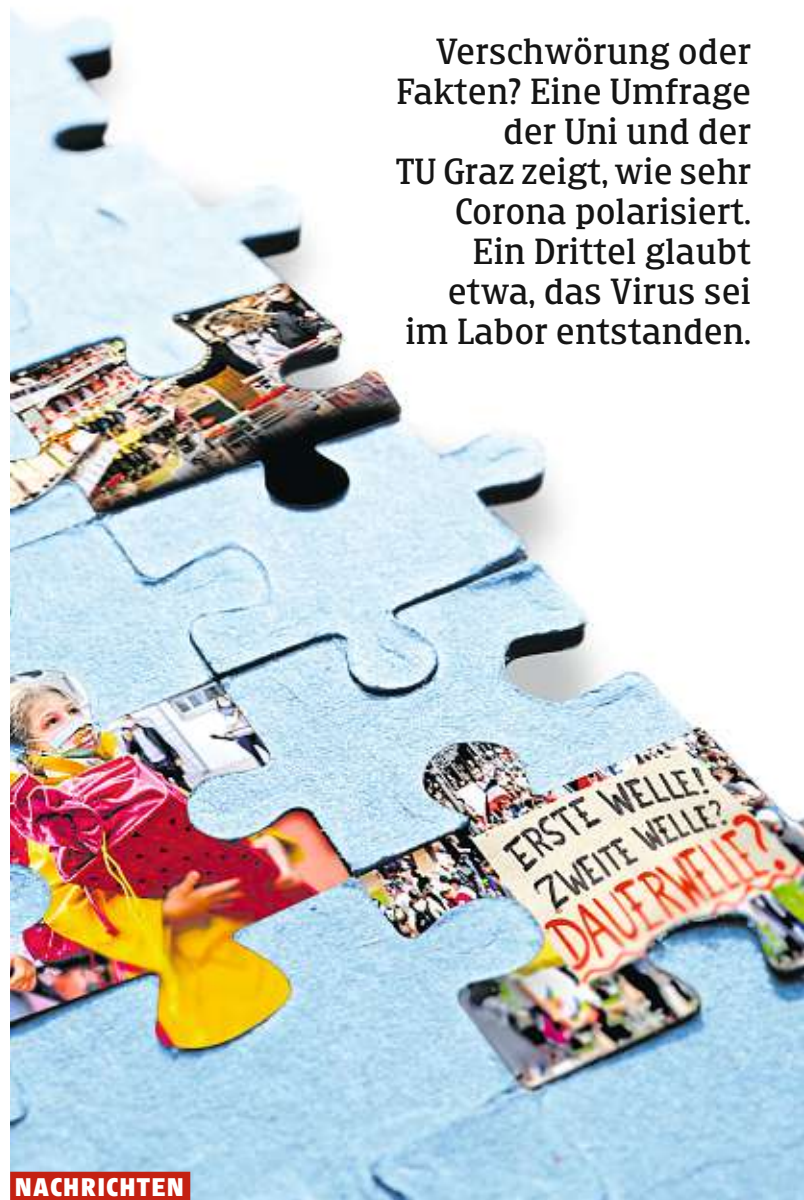 Verschwörung oder
Fakten? Eine Umfrage
der Uni und der
TU Graz zeigt, wie sehr
Corona polarisiert.
Ein Drittel glaubt
etwa, das Virus sei
im Labor entstanden.
ERSTE WELLE!
ZWEITE WELLE?
DAUERWELLE?
NACHRICHTEN